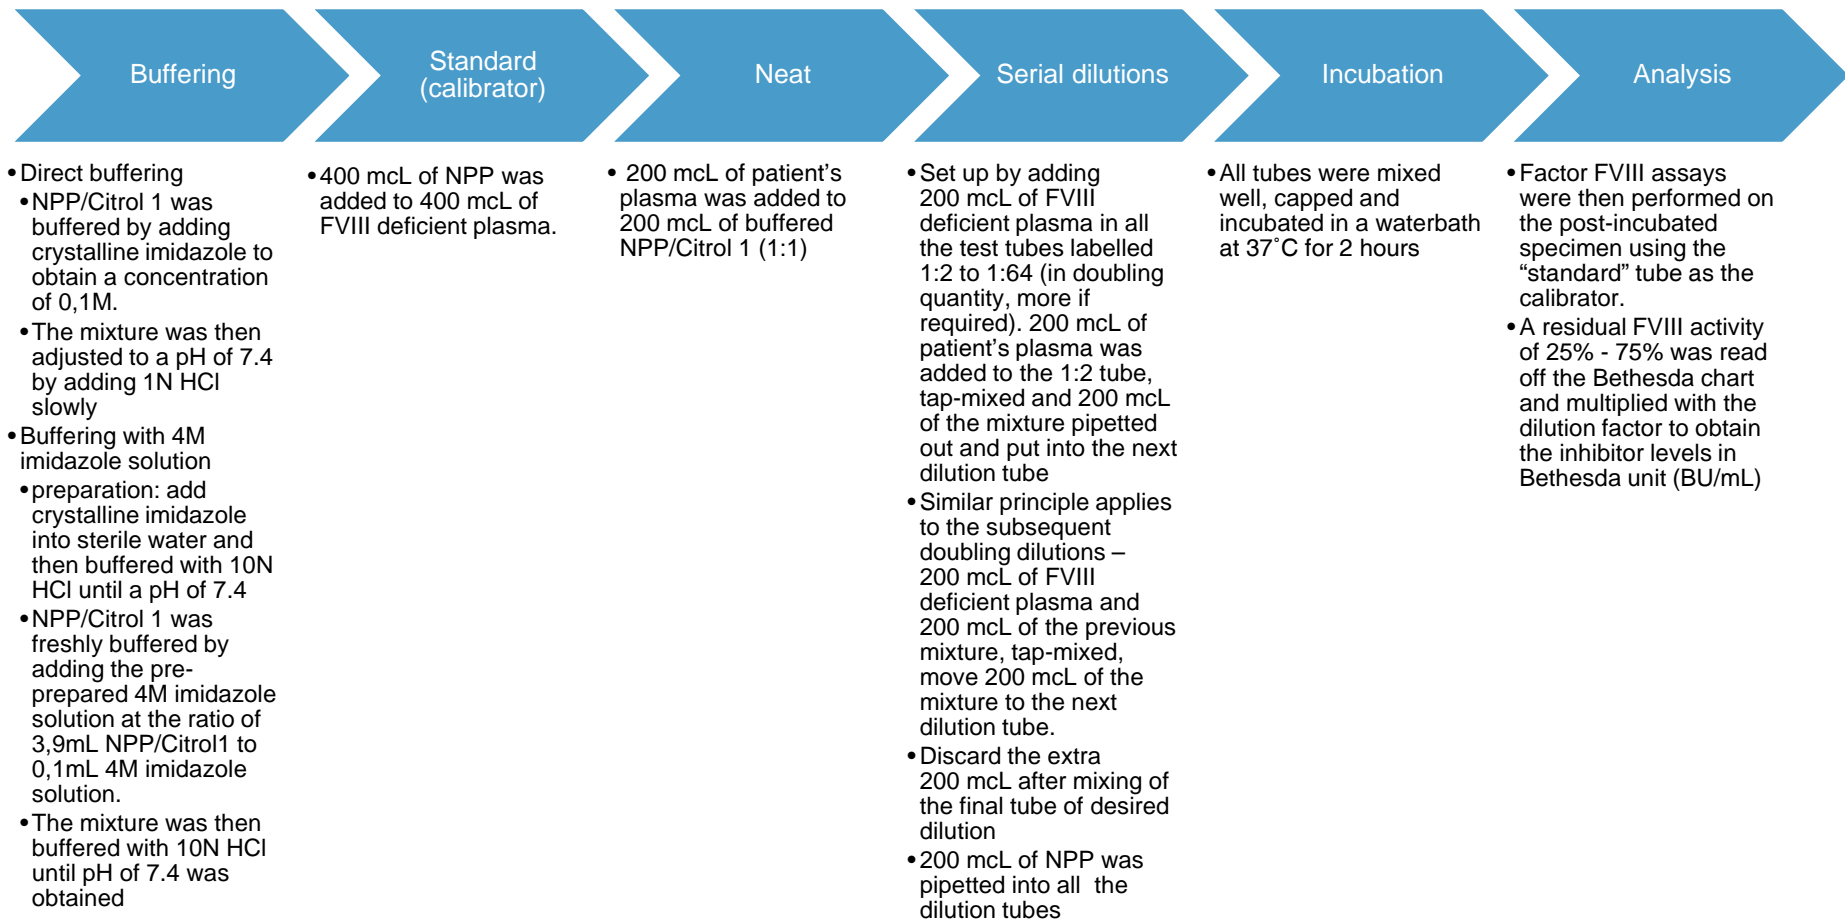 Buffering
Standard
(calibrator)
Neat
Serial dilutions
Incubation
Analysis
•Direct buffering
•NPP/Citrol 1 was
buffered by adding
crystalline imidazole to
obtain a concentration
of 0,1M.
•The mixture was then
adjusted to a pH of 7.4
by adding 1N HCl
slowly
•Buffering with 4M
imidazole solution
•preparation: add
crystalline imidazole
into sterile water and
then buffered with 10N
HCl until a pH of 7.4
•NPP/Citrol 1 was
freshly buffered by
adding the pre-
prepared 4M imidazole
solution at the ratio of
3,9mL NPP/Citrol1 to
0,1mL 4M imidazole
solution.
•The mixture was then
buffered with 10N HCl
until pH of 7.4 was
obtained
•400 mcL of NPP was
added to 400 mcL of
FVIII deficient plasma.
• 200 mcL of patient’s
plasma was added to
200 mcL of buffered
NPP/Citrol 1 (1:1)
•Set up by adding
200 mcL of FVIII
deficient plasma in all
the test tubes labelled
1:2 to 1:64 (in doubling
quantity, more if
required). 200 mcL of
patient’s plasma was
added to the 1:2 tube,
tap-mixed and 200 mcL
of the mixture pipetted
out and put into the next
dilution tube
•Similar principle applies
to the subsequent
doubling dilutions –
200 mcL of FVIII
deficient plasma and
200 mcL of the previous
mixture, tap-mixed,
move 200 mcL of the
mixture to the next
dilution tube.
•Discard the extra
200 mcL after mixing of
the final tube of desired
dilution
•200 mcL of NPP was
pipetted into all the
dilution tubes
•All tubes were mixed
well, capped and
incubated in a waterbath
at 37˚C for 2 hours
•Factor FVIII assays
were then performed on
the post-incubated
specimen using the
“standard” tube as the
calibrator.
•A residual FVIII activity
of 25% - 75% was read
off the Bethesda chart
and multiplied with the
dilution factor to obtain
the inhibitor levels in
Bethesda unit (BU/mL)